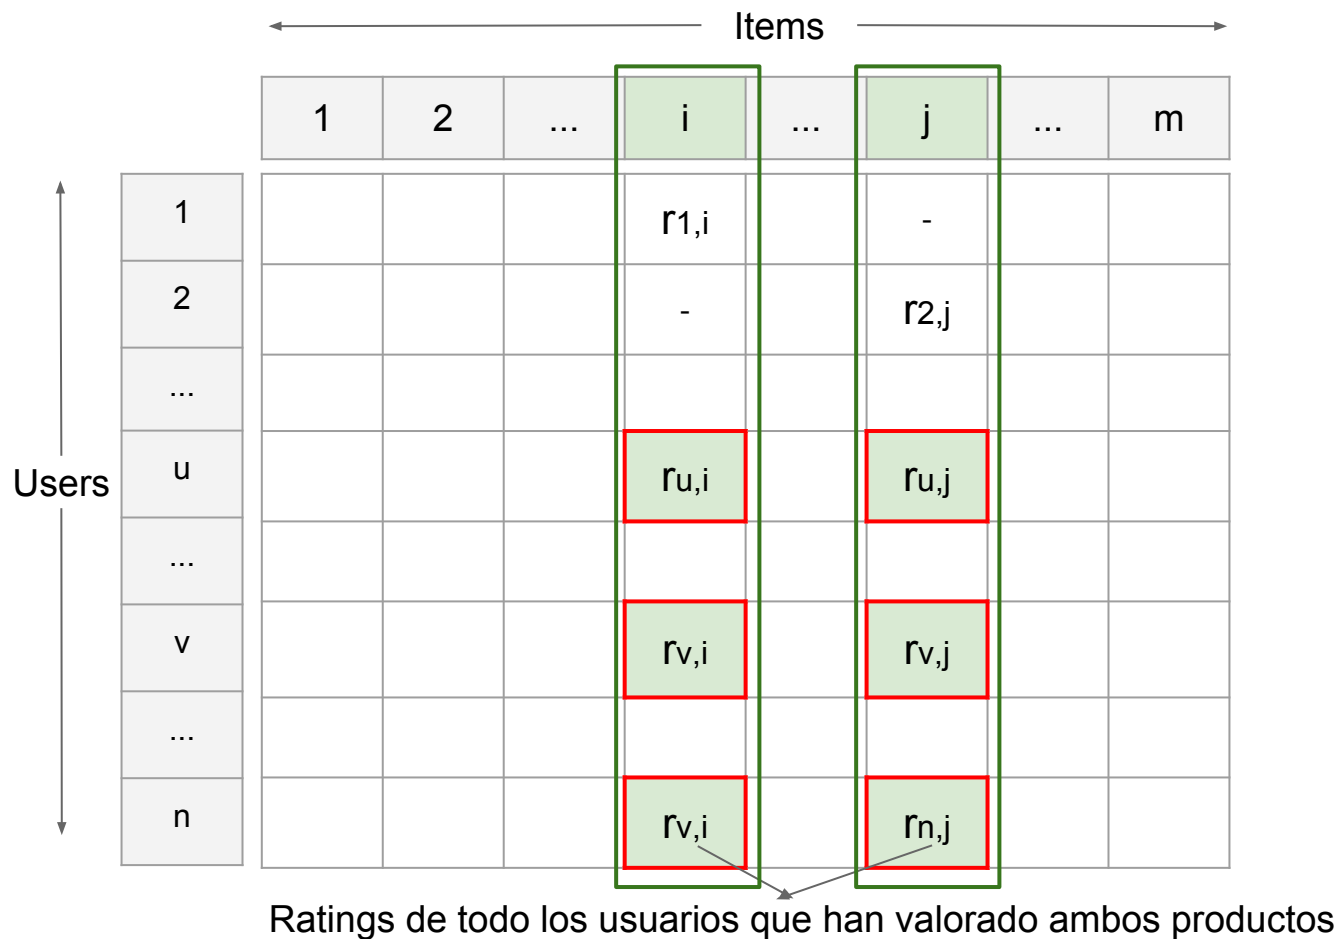 Items
1 2 ... i ... j ... m
1 r1,i -
2 - r2,j
...
Users u ru,i ru,j
...
v rv,i rv,j
...
n rv,i rn,j
Ratings de todo los usuarios que han valorado ambos productos